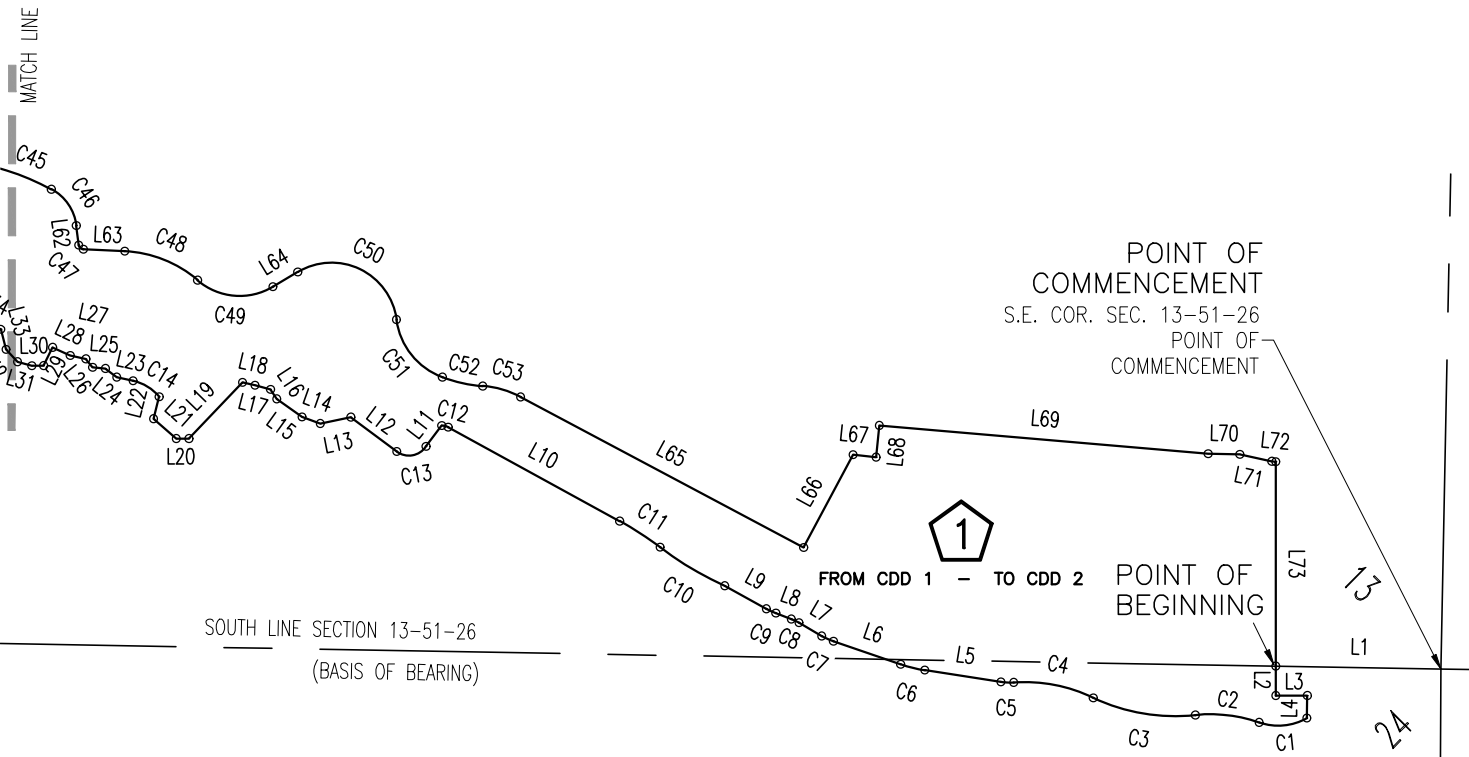 MATCH LINE
C45
C46
L62
L63
C47
C48
C49
L64
C50
C51
C52
C53
L33
L27
L28
L25
L30
L31
L29
L26
L24
L23
C14
L22
L21
L20
L19
L18
L17
L16
L15
L14
L13
L12
C13
L11
C12
L10
L65
L66
L67
L68
L69
L70
L71
L72
L73
POINT OF
COMMENCEMENT
S.E. COR. SEC. 13-51-26
POINT OF
COMMENCEMENT
1
FROM CDD 1 - TO CDD 2
POINT OF
BEGINNING
13
L1
24
SOUTH LINE SECTION 13-51-26
(BASIS OF BEARING)
C11
C10
L9
C9
L8
C8
L7
C7
L6
C6
L5
C5
C4
C3
C2
C1
L2
L3
L4